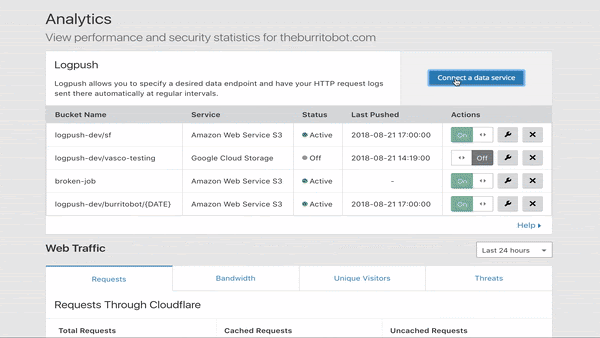 Analytics
View performance and security statistics for theburritobot.com
Logpush
Logpush allows you to specify a desired data endpoint and have your HTTP request logs
sent there automatically at regular intervals.
Connect a data service
Bucket Name Service Status Last Pushed Actions
logpush-dev/sf Amazon Web Service S3 Active 2018-08-21 17:00:00 On
logpush-dev/vasco-testing Google Cloud Storage Off 2018-08-21 14:19:00 Off
broken-job Amazon Web Service S3 Active - On
logpush-dev/burritobot/{DATE} Amazon Web Service S3 Active 2018-08-21 17:00:00 On
Help
Web Traffic
Last 24 hours
Requests Bandwidth Unique Visitors Threats
Requests Through Cloudflare
Total Requests Cached Requests Uncached Requests